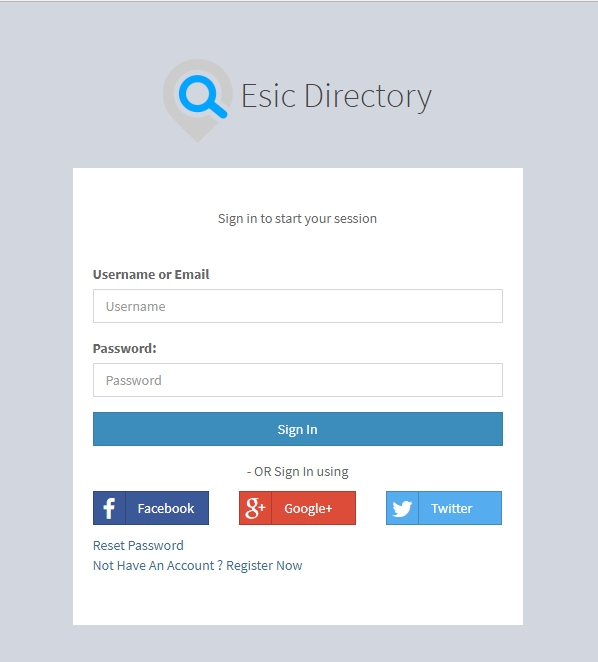 Esic Directory
Sign in to start your session
Username or Email
Username
Password:
Password
Sign In
- OR Sign In using
Facebook
g+ Google+
Twitter
Reset Password
Not Have An Account ? Register Now